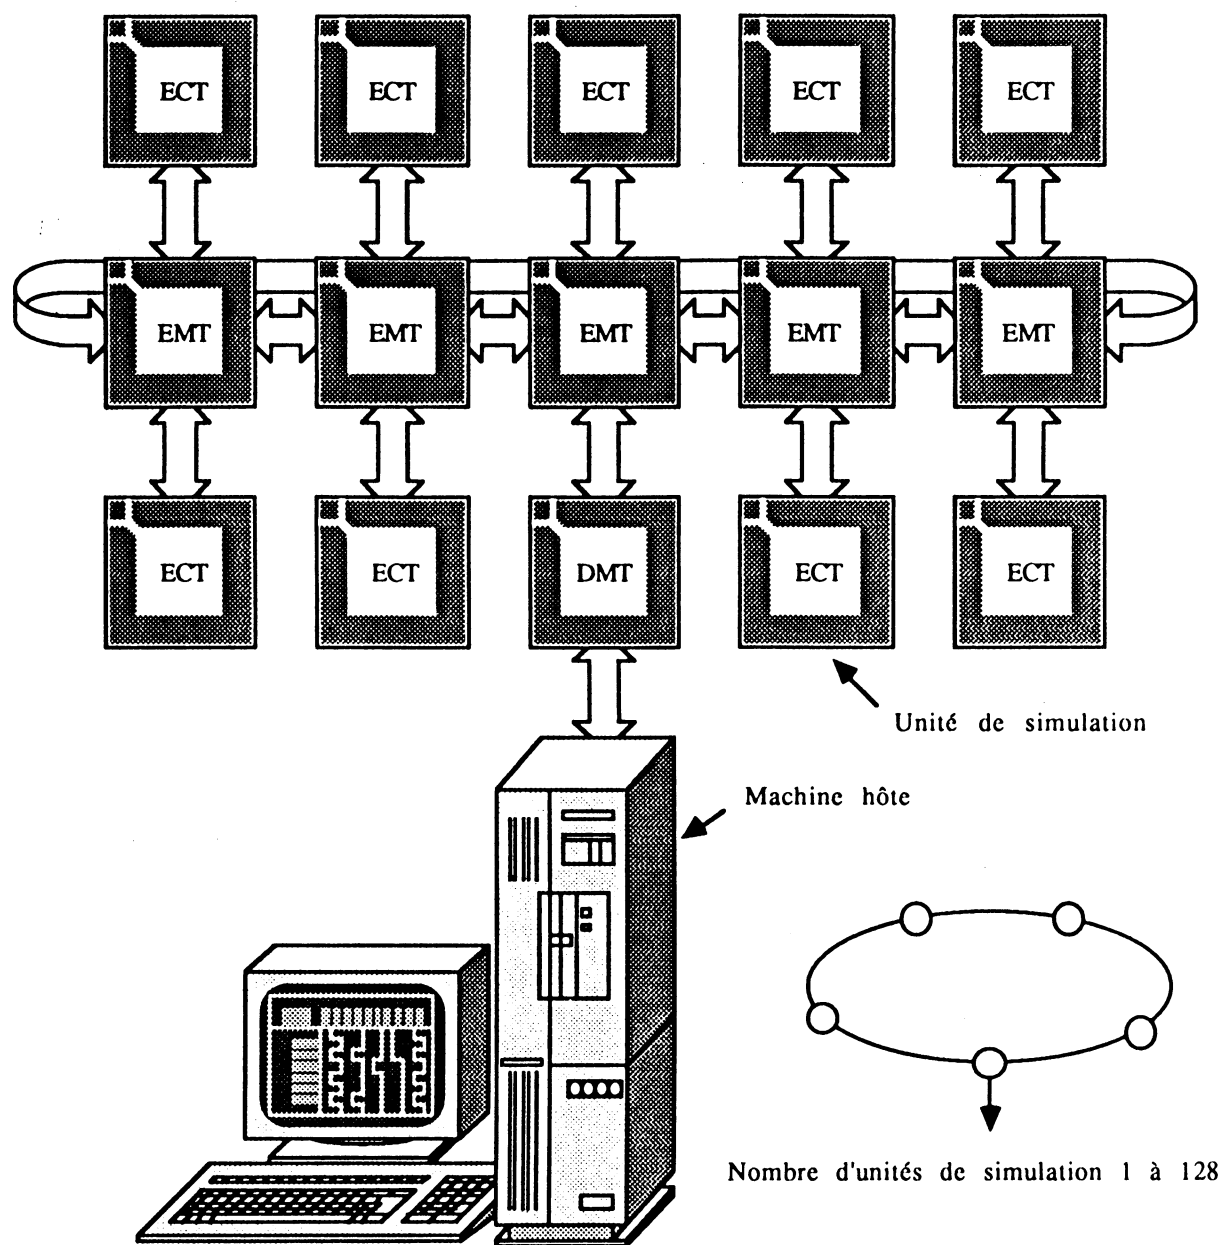 ECT ECT ECT ECT ECT
EMT EMT EMT EMT EMT
ECT ECT DMT ECT ECT
Unité de simulation
Machine hôte
Nombre d'unités de simulation 1 à 128